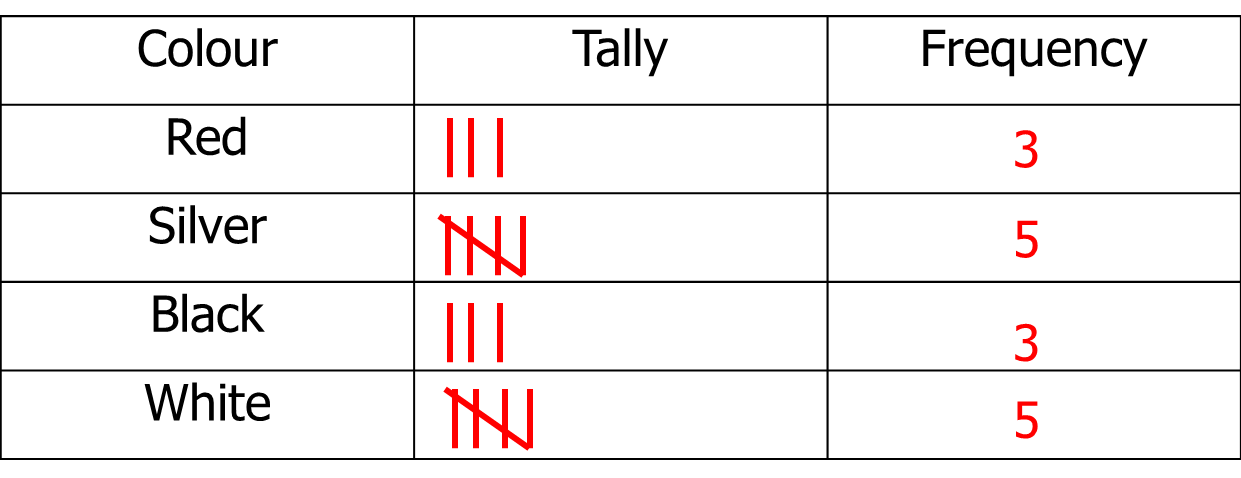 Colour Tally Frequency
Red 3
Silver 5
Black 3
White 5